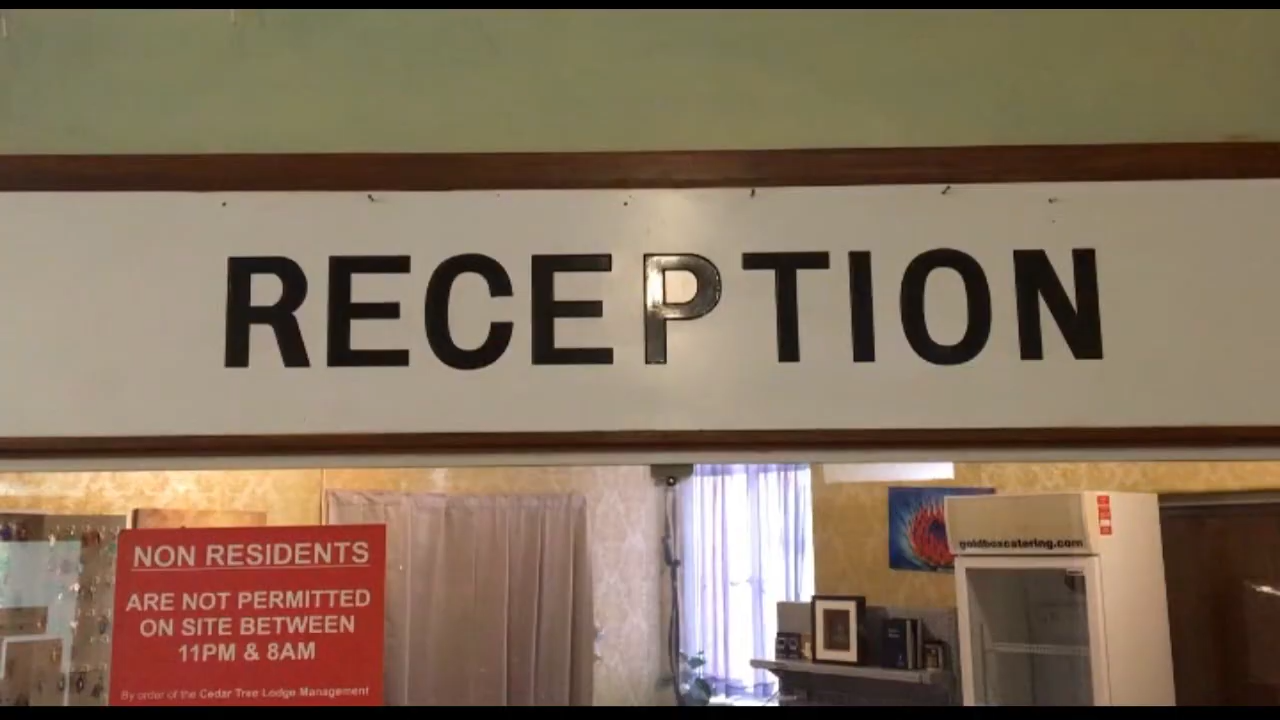 RECEPTION
goldboxcatering.com
NON RESIDENTS
ARE NOT PERMITTED
ON SITE BETWEEN
11PM & 8AM
By order of the Cedar Tree Lodge Management